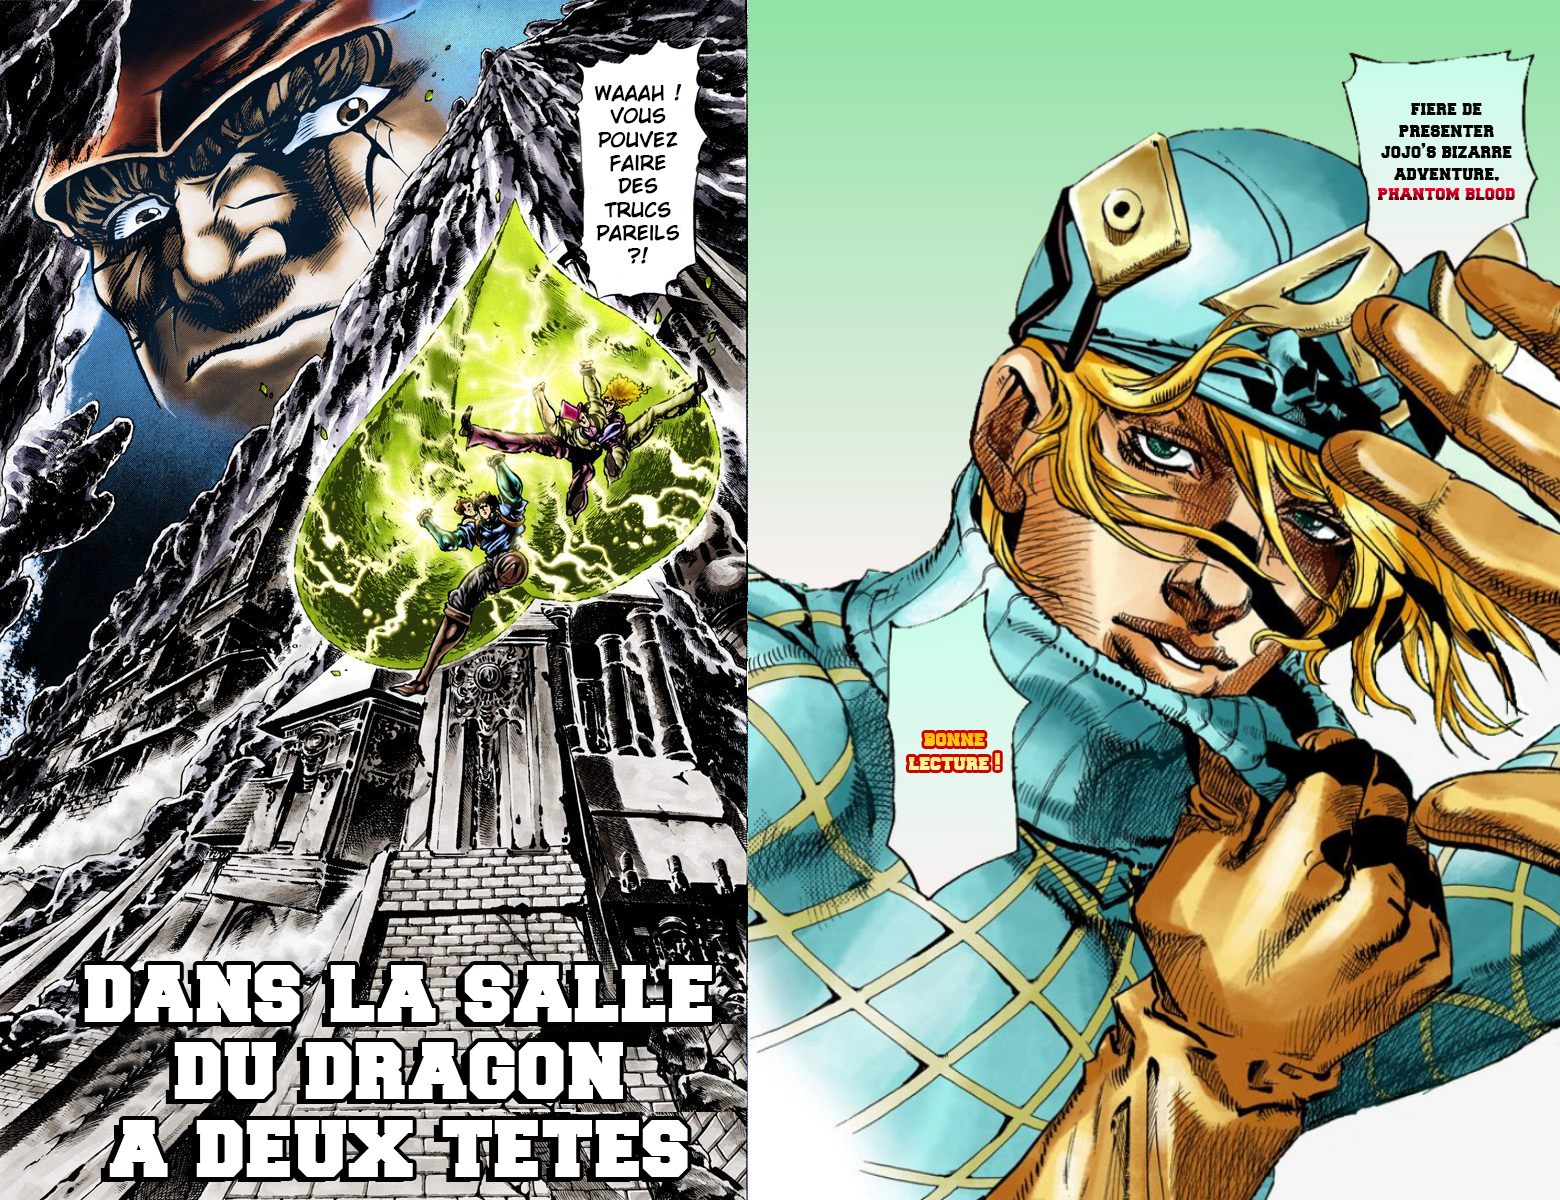 WAAAH !
VOUS
POUVEZ
FAIRE
DES
TRUCS
PAREILS
?!
DANS LA SALLE
DU DRAGON
A DEUX TETES
FIERE DE
PRESENTER
JOJO'S BIZARRE
ADVENTURE,
PHANTOM BLOOD
BONNE
LECTURE !